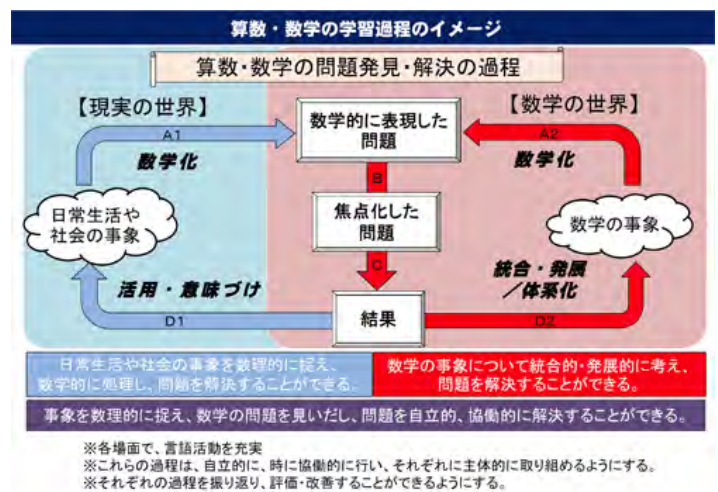 算数・数学の学習過程のイメージ
算数・数学の問題発見・解決の過程
【現実の世界】
【数学の世界】
A1
数学化
数学的に表現した
問題
A2
数学化
B
日常生活や
社会の事象
焦点化した
問題
数学の事象
C
活用・意味づけ
統合・発展
／体系化
D1
結果
D2
日常生活や社会の事象を数理的に捉え、
数学的に処理し、問題を解決することができる。
数学の事象について統合的・発展的に考え、
問題を解決することができる。
事象を数理的に捉え、数学の問題を見いだし、問題を自立的、協働的に解決することができる。
※各場面で、言語活動を充実
※これらの過程は、自立的に、時に協働的に行い、それぞれに主体的に取り組めるようにする。
※それぞれの過程を振り返り、評価・改善することができるようにする。